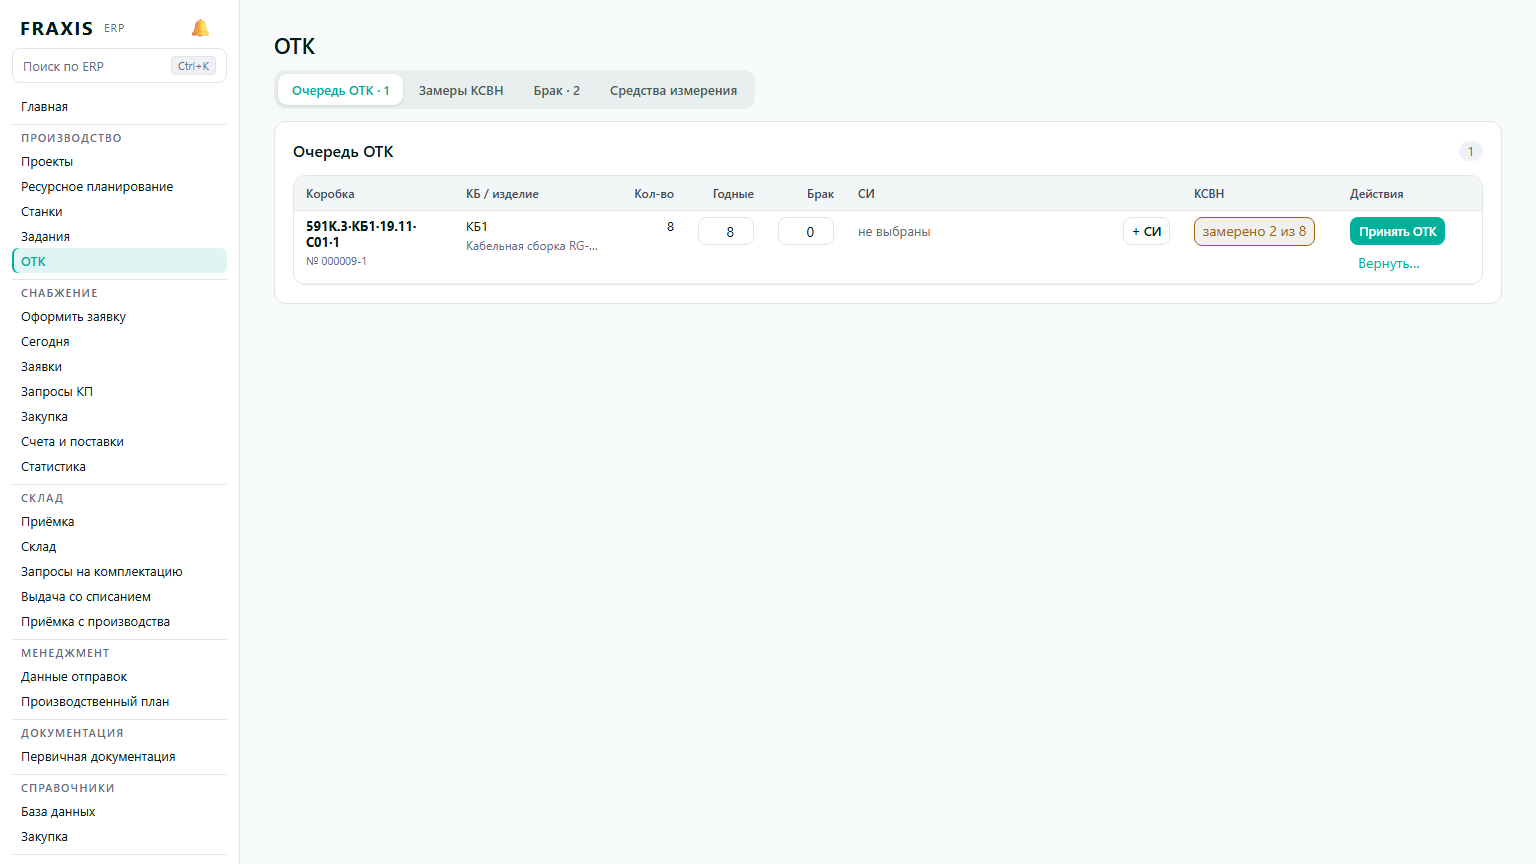 FRAXIS ERP
Поиск по ERP Ctrl+K
Главная
ПРОИЗВОДСТВО
Проекты
Ресурсное планирование
Станки
Задания
ОТК
СНАБЖЕНИЕ
Оформить заявку
Сегодня
Заявки
Запросы КП
Закупка
Счета и поставки
Статистика
СКЛАД
Приёмка
Склад
Запросы на комплектацию
Выдача со списанием
Приёмка с производства
МЕНЕДЖМЕНТ
Данные отправок
Производственный план
ДОКУМЕНТАЦИЯ
Первичная документация
СПРАВОЧНИКИ
База данных
Закупка
ОТК
Очередь ОТК · 1 Замеры КСВН Брак · 2 Средства измерения
Очередь ОТК 1
Коробка КБ / изделие Кол-во Годные Брак СИ КСВН Действия
591К.3-КБ1-19.11-
С01-1
№ 000009-1
КБ1
Кабельная сборка RG-...
8 8 0 не выбраны + СИ замерено 2 из 8 Принять ОТК
Вернуть...